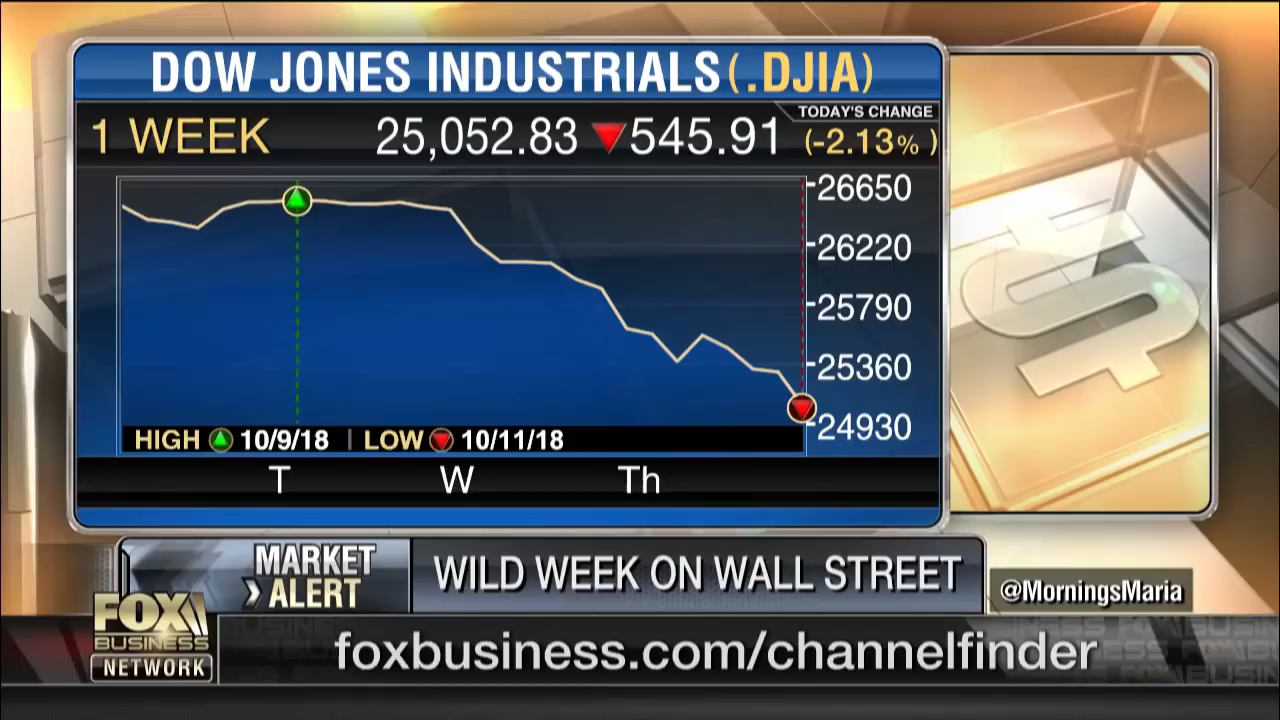 DOW JONES INDUSTRIALS (.DJIA)
TODAY'S CHANGE
1 WEEK 25,052.83 ▼545.91 (-2.13%)
26650
26220
25790
25360
24930
HIGH ▲ 10/9/18 | LOW ▼ 10/11/18
T W Th
MARKET
ALERT
WILD WEEK ON WALL STREET
@MorningsMaria
FOX
BUSINESS
NETWORK
foxbusiness.com/channelfinder